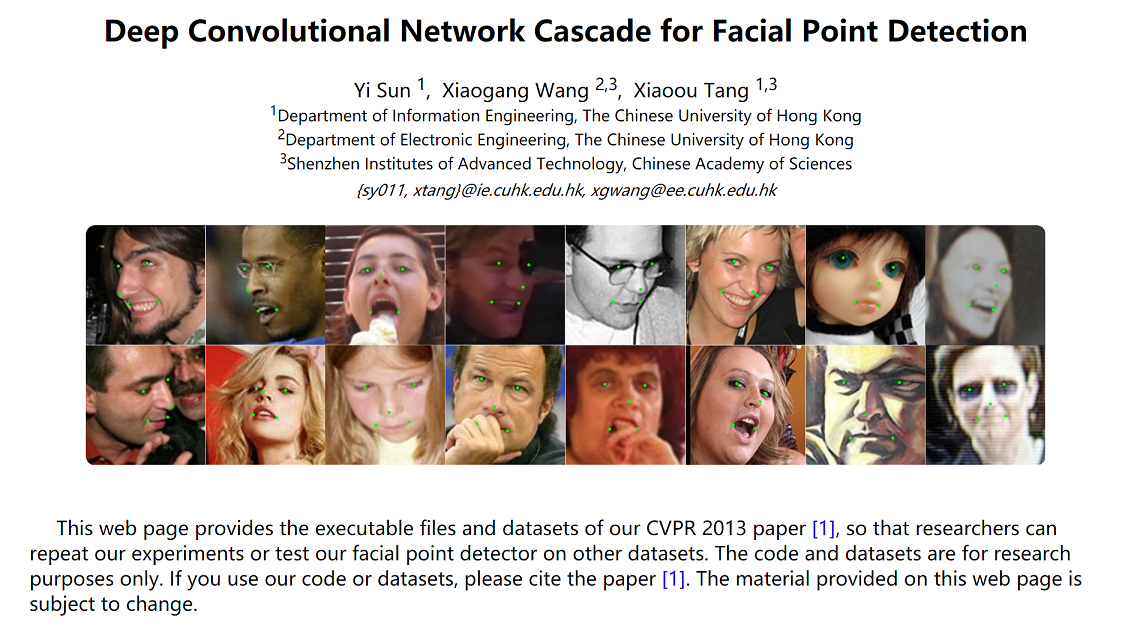 Deep Convolutional Network Cascade for Facial Point Detection
Yi Sun 1, Xiaogang Wang 2,3, Xiaoou Tang 1,3
1Department of Information Engineering, The Chinese University of Hong Kong
2Department of Electronic Engineering, The Chinese University of Hong Kong
3Shenzhen Institutes of Advanced Technology, Chinese Academy of Sciences
{sy011, xtang}@ie.cuhk.edu.hk, xgwang@ee.cuhk.edu.hk
This web page provides the executable files and datasets of our CVPR 2013 paper [1], so that researchers can
repeat our experiments or test our facial point detector on other datasets. The code and datasets are for research
purposes only. If you use our code or datasets, please cite the paper [1]. The material provided on this web page is
subject to change.